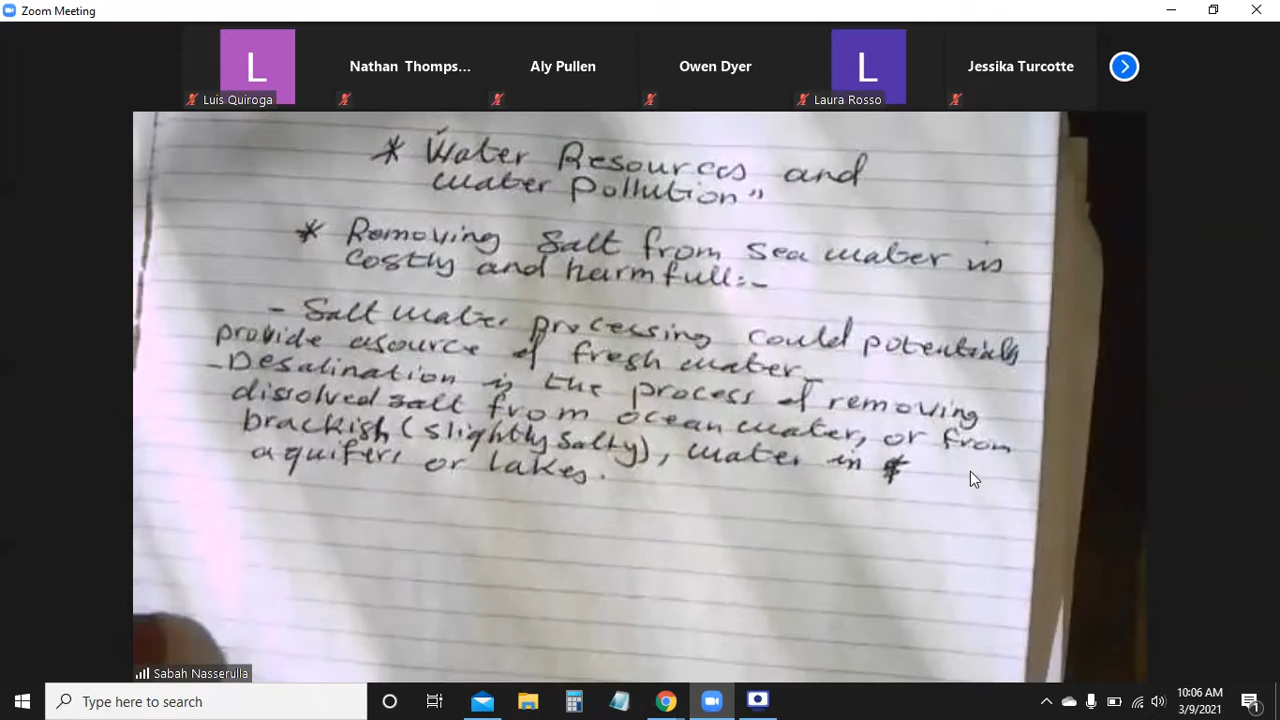 Zoom Meeting
L
Nathan Thomps...
Aly Pullen
Owen Dyer
L
Jessika Turcotte
Luis Quiroga
Laura Rosso
* "Water Resources and
water Pollution"
* Removing Salt from sea water is
costly and harmfull:-
- Salt water processing could potentially
provide a source of fresh water-
-Desalination is the process of removing
dissolved salt from ocean water, or from
brackish (slightly salty), water in
aquifers or lakes.
Sabah Nasserulla
Type here to search
10:06 AM
3/9/2021
1